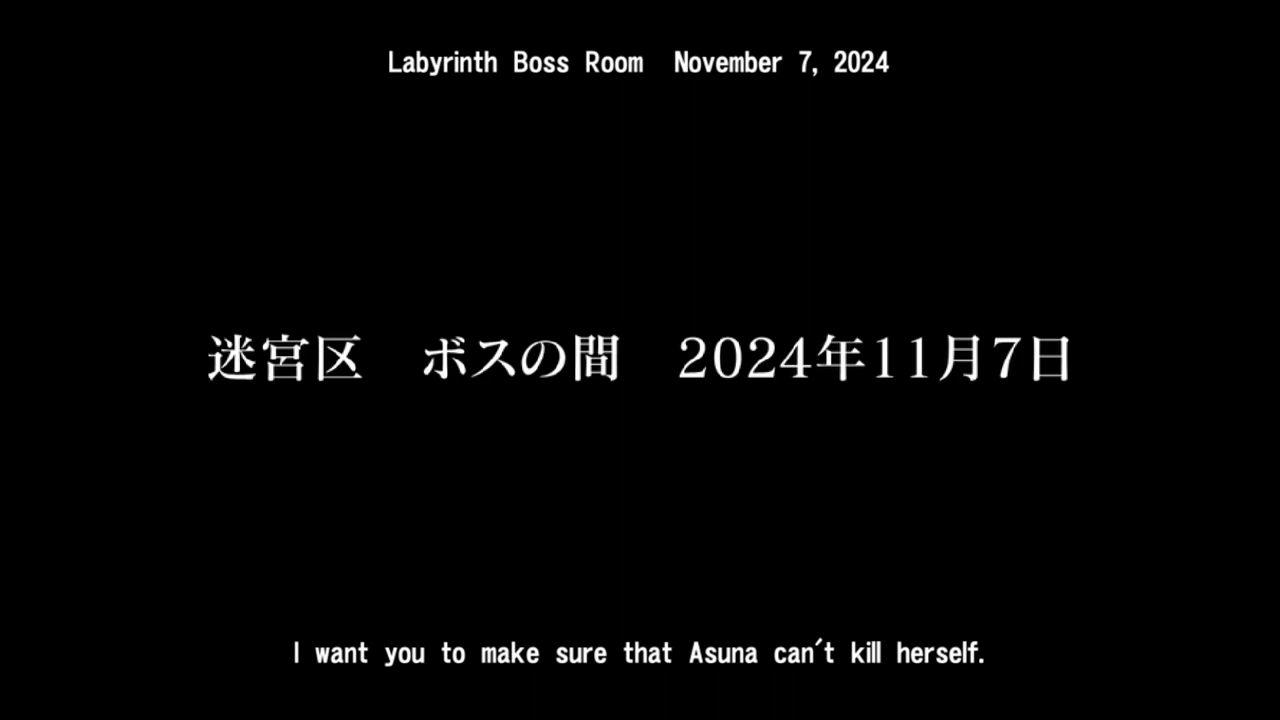 Labyrinth Boss Room  November 7, 2024
迷宮区　ボスの間　2024年11月7日
I want you to make sure that Asuna can't kill herself.